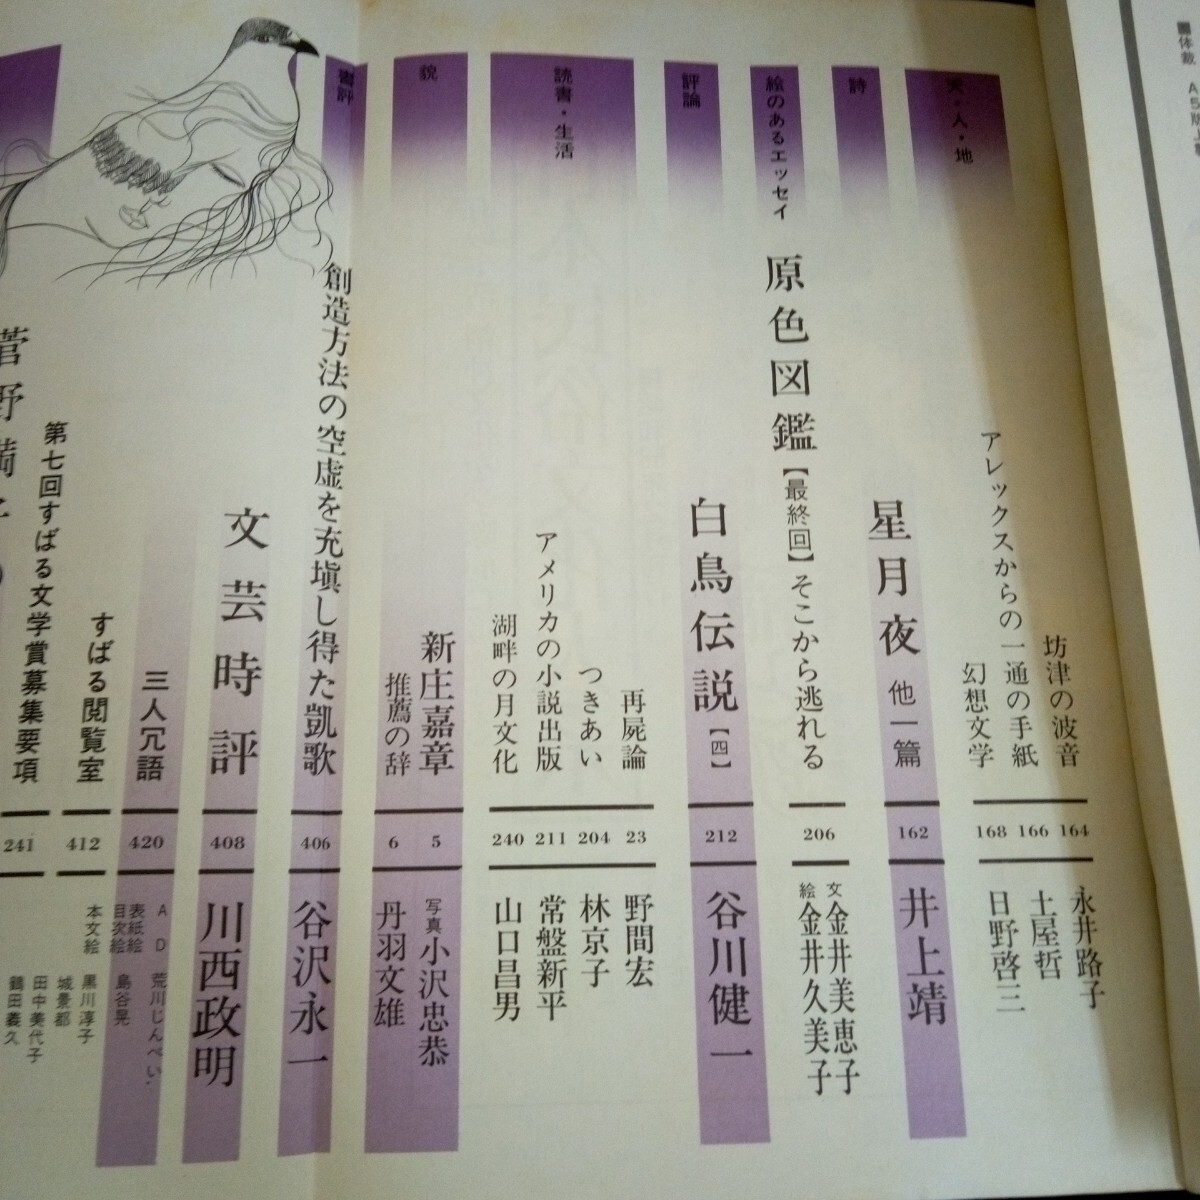 天・人・地
坊津の波音
164
永井路子
アレックスからの一通の手紙
166
土屋哲
幻想文学
168
日野啓三
詩
星月夜 他一篇
162
井上靖
絵のあるエッセイ
原色図鑑【最終回】そこから逃れる
206
文 金井美恵子
絵 金井久美子
評論
白鳥伝説【四】
212
谷川健一
読書・生活
再屍論
23
野間宏
つきあい
204
林京子
アメリカの小説出版
211
常盤新平
湖畔の月文化
240
山口昌男
貌
新庄嘉章
5
写真 小沢忠恭
推薦の辞
6
丹羽文雄
書評
創造方法の空虚を充塡し得た凱歌
406
谷沢永一
文芸時評
408
川西政明
三人冗語
420
すばる閲覧室
412
第七回すばる文学賞募集要項
241
AD 荒川じんぺい
表紙絵
目次絵 島谷晃
本文絵 黒川淳子
城景都
田中美代子
鶴田義久
菅野満子